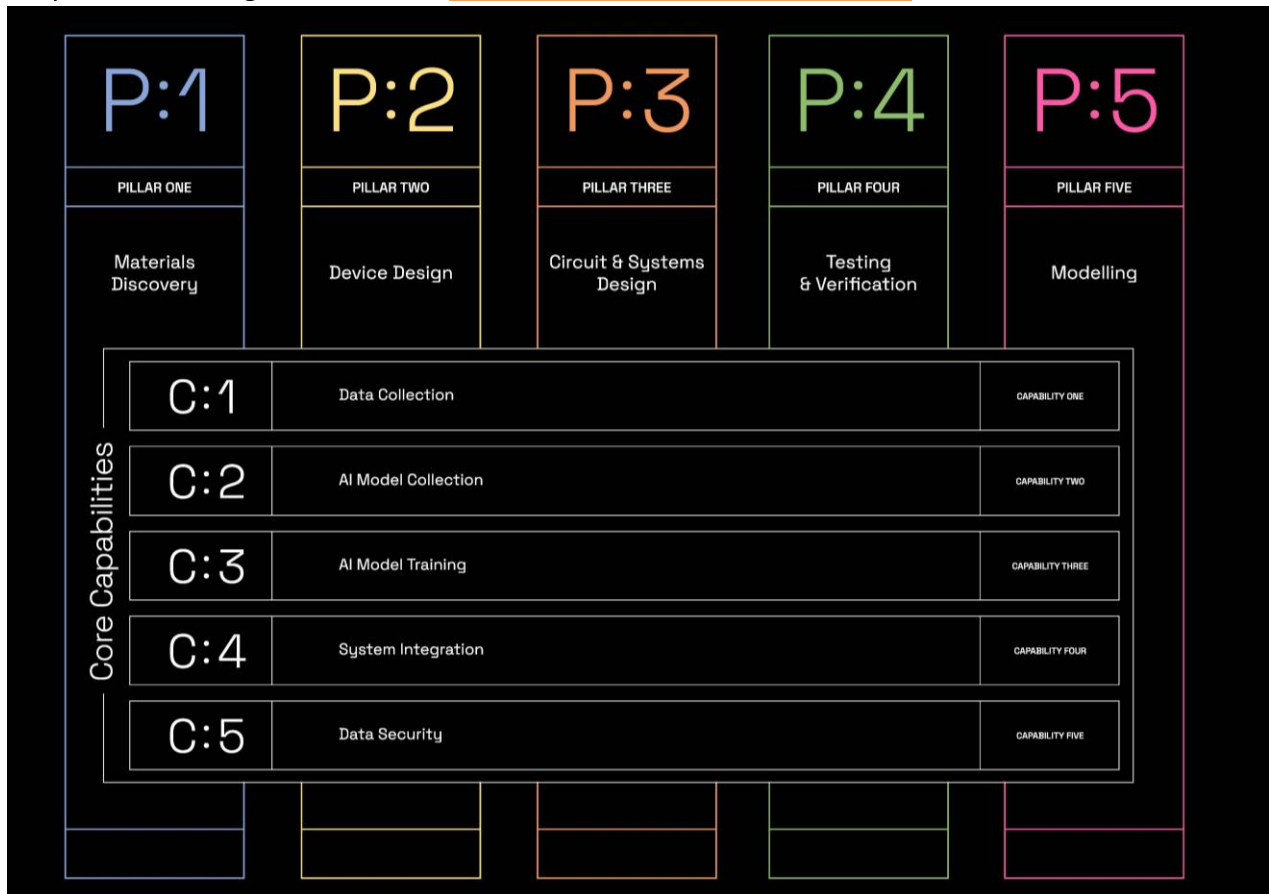 P:1
P:2
P:3
P:4
P:5
PILLAR ONE
PILLAR TWO
PILLAR THREE
PILLAR FOUR
PILLAR FIVE
Materials
Discovery
Device Design
Circuit & Systems
Design
Testing
& Verification
Modelling
Core Capabilities
C:1
Data Collection
CAPABILITY ONE
C:2
AI Model Collection
CAPABILITY TWO
C:3
AI Model Training
CAPABILITY THREE
C:4
System Integration
CAPABILITY FOUR
C:5
Data Security
CAPABILITY FIVE